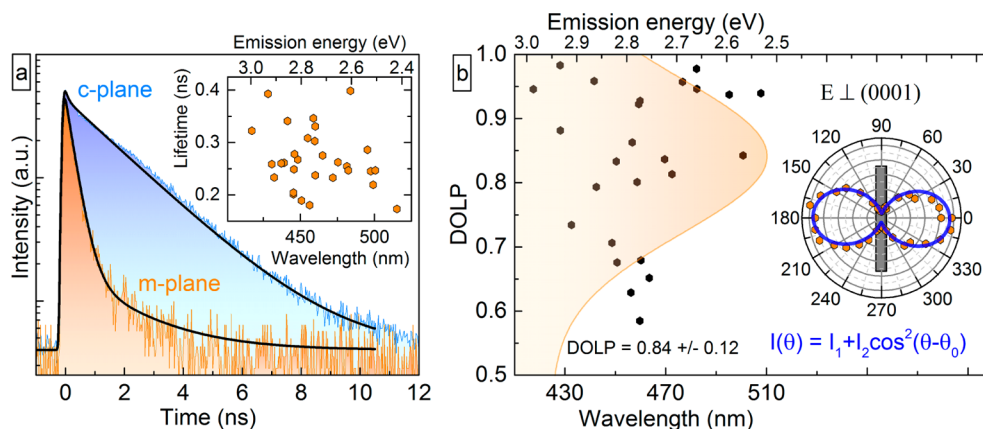 Emission energy (eV)
3.0 2.9 2.8 2.7 2.6 2.5
a
c-plane
m-plane
Intensity (a.u.)
Emission energy (eV)
3.0 2.8 2.6 2.4
0.4
0.3
0.2
Lifetime (ns)
450 500
Wavelength (nm)
0 2 4 6 8 10 12
Time (ns)
b
1.0
0.9
0.8
0.7
0.6
0.5
DOLP
E ⊥ (0001)
90
120 60
150 30
180 0
210 330
240 300
270
I(θ) = I₁+I₂cos²(θ-θ₀)
DOLP = 0.84 +/- 0.12
430 470 510
Wavelength (nm)